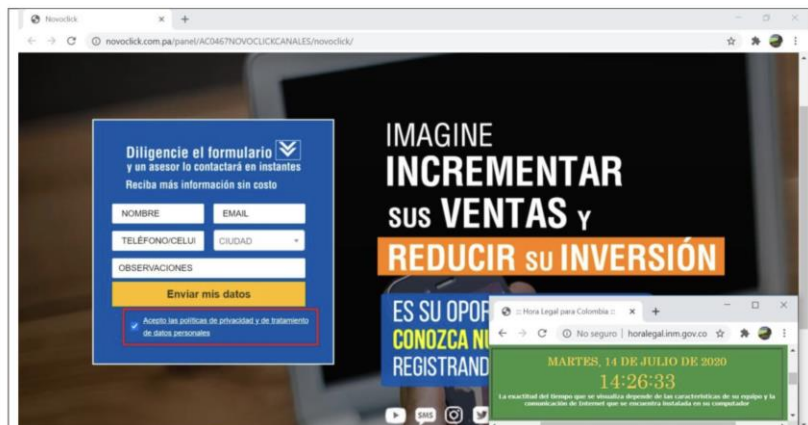 Novoclick
novoclick.com.pa/panel/AC0467NOVOCLICKCANALES/novoclick/
Diligencie el formulario
y un asesor lo contactará en instantes
Reciba más información sin costo
NOMBRE
EMAIL
TELÉFONO/CELUI
CIUDAD
OBSERVACIONES
Enviar mis datos
Acepto las políticas de privacidad y de tratamiento
de datos personales
IMAGINE
INCREMENTAR
SUS VENTAS Y
REDUCIR SU INVERSIÓN
ES SU OPOR
CONOZCA NU
REGISTRAND
SMS
:: Hora Legal para Colombia ::
No seguro | horalegal.inm.gov.co
MARTES, 14 DE JULIO DE 2020
14:26:33
La exactitud del tiempo que se visualiza depende de las características de su equipo y la
comunicación de Internet que se encuentra instalada en su computador